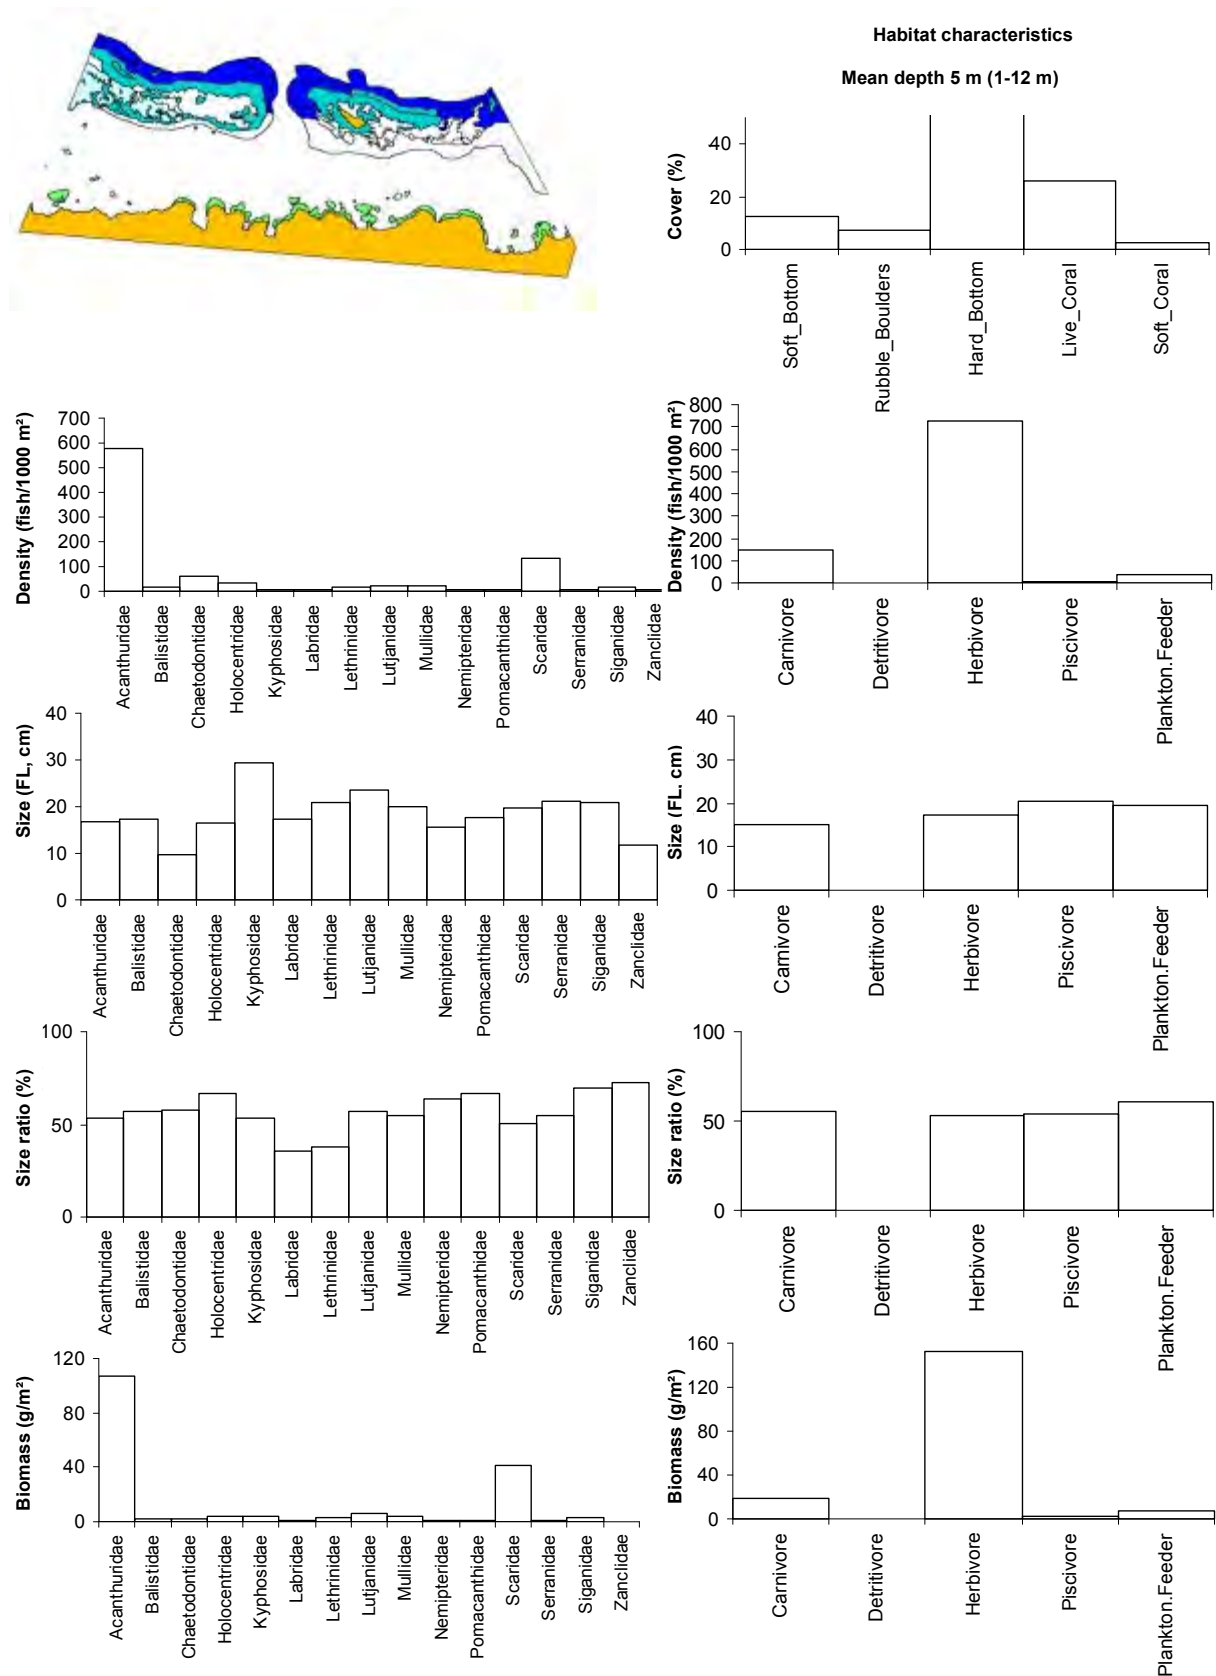 Habitat characteristics
Mean depth 5 m (1-12 m)
Cover (%)
40
20
0
Soft_Bottom
Rubble_Boulders
Hard_Bottom
Live_Coral
Soft_Coral
Density (fish/1000 m²)
700
600
500
400
300
200
100
0
Acanthuridae
Balistidae
Chaetodontidae
Holocentridae
Kyphosidae
Labridae
Lethrinidae
Lutjanidae
Mullidae
Nemipteridae
Pomacanthidae
Scaridae
Serranidae
Siganidae
Zanclidae
Density (fish/1000 m²)
800
700
600
500
400
300
200
100
0
Carnivore
Detritivore
Herbivore
Piscivore
Plankton.Feeder
Size (FL, cm)
40
30
20
10
0
Acanthuridae
Balistidae
Chaetodontidae
Holocentridae
Kyphosidae
Labridae
Lethrinidae
Lutjanidae
Mullidae
Nemipteridae
Pomacanthidae
Scaridae
Serranidae
Siganidae
Zanclidae
Size (FL. cm)
40
30
20
10
0
Carnivore
Detritivore
Herbivore
Piscivore
Plankton.Feeder
Size ratio (%)
100
50
0
Acanthuridae
Balistidae
Chaetodontidae
Holocentridae
Kyphosidae
Labridae
Lethrinidae
Lutjanidae
Mullidae
Nemipteridae
Pomacanthidae
Scaridae
Serranidae
Siganidae
Zanclidae
Size ratio (%)
100
50
0
Carnivore
Detritivore
Herbivore
Piscivore
Plankton.Feeder
Biomass (g/m²)
120
80
40
0
Acanthuridae
Balistidae
Chaetodontidae
Holocentridae
Kyphosidae
Labridae
Lethrinidae
Lutjanidae
Mullidae
Nemipteridae
Pomacanthidae
Scaridae
Serranidae
Siganidae
Zanclidae
Biomass (g/m²)
160
120
80
40
0
Carnivore
Detritivore
Herbivore
Piscivore
Plankton.Feeder